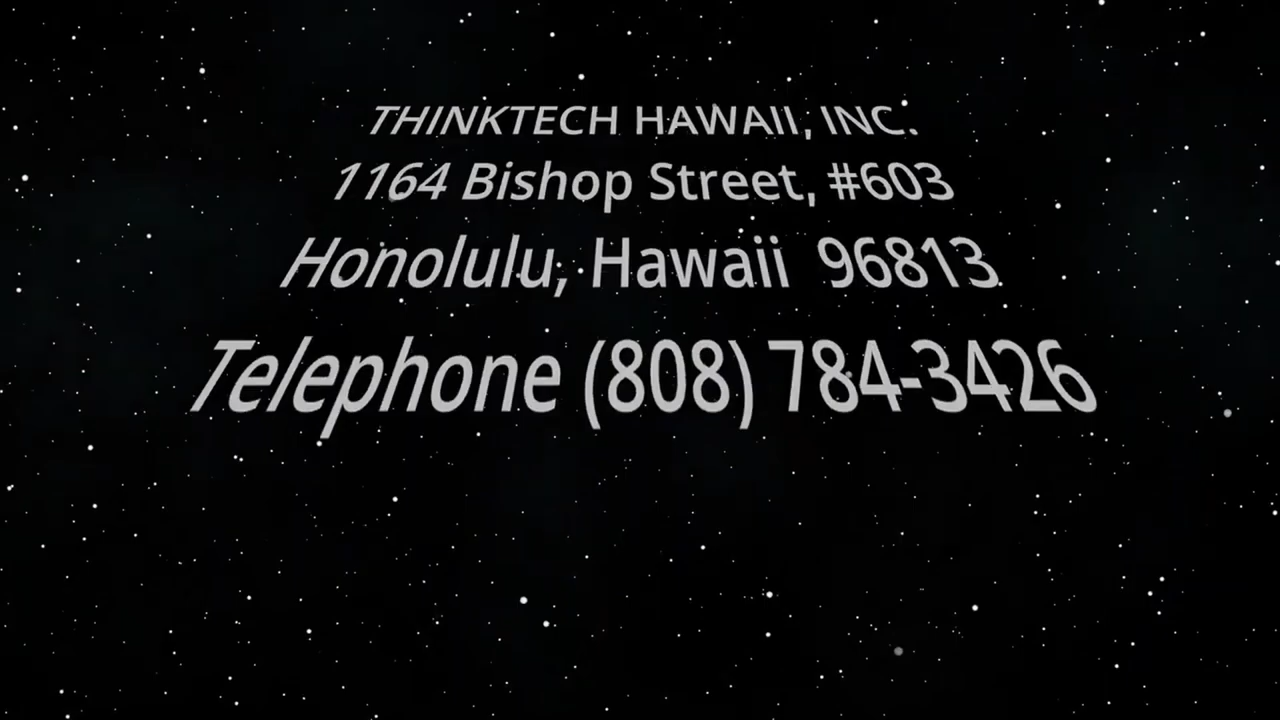 THINKTECH HAWAII, INC.
1164 Bishop Street, #603
Honolulu, Hawaii  96813
Telephone (808) 784-3426